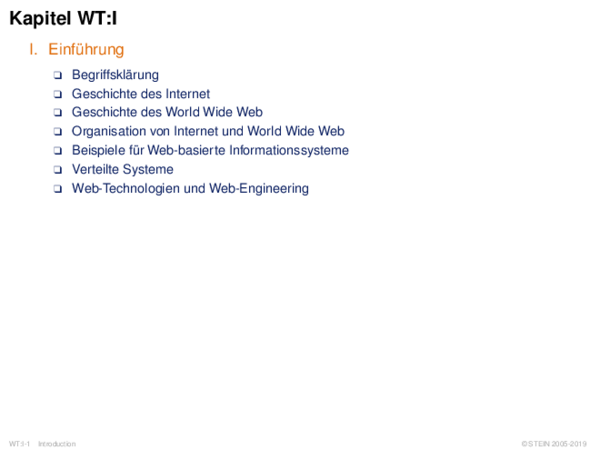 Kapitel WT:I
I. Einführung
❑ Begriffsklärung
❑ Geschichte des Internet
❑ Geschichte des World Wide Web
❑ Organisation von Internet und World Wide Web
❑ Beispiele für Web-basierte Informationssysteme
❑ Verteilte Systeme
❑ Web-Technologien und Web-Engineering
WT:I-1 Introduction © STEIN 2005-2019